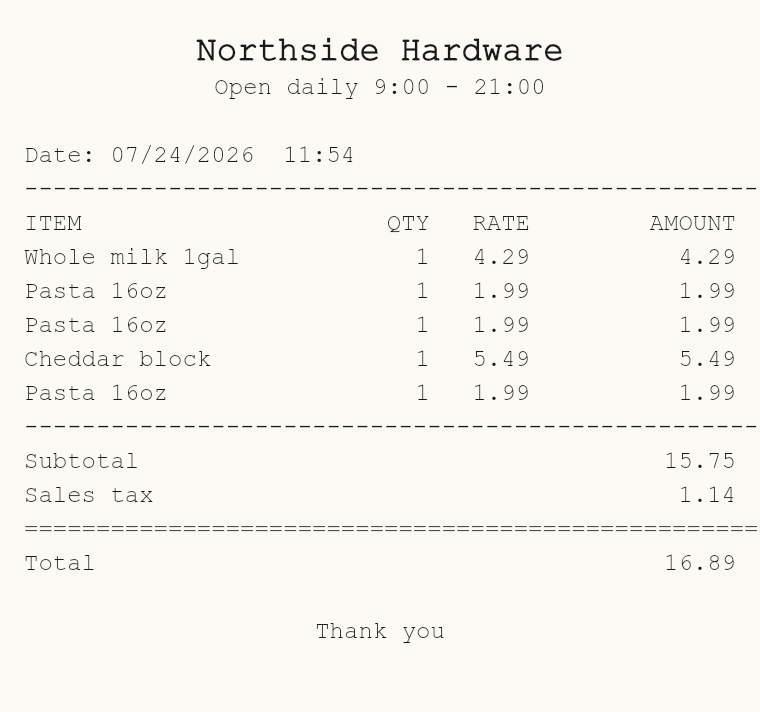 Northside Hardware
Open daily 9:00 - 21:00
Date: 07/24/2026  11:54
---------------------------------------------------
ITEM QTY RATE AMOUNT
Whole milk 1gal 1 4.29 4.29
Pasta 16oz 1 1.99 1.99
Pasta 16oz 1 1.99 1.99
Cheddar block 1 5.49 5.49
Pasta 16oz 1 1.99 1.99
---------------------------------------------------
Subtotal 15.75
Sales tax 1.14
===================================================
Total 16.89
Thank you